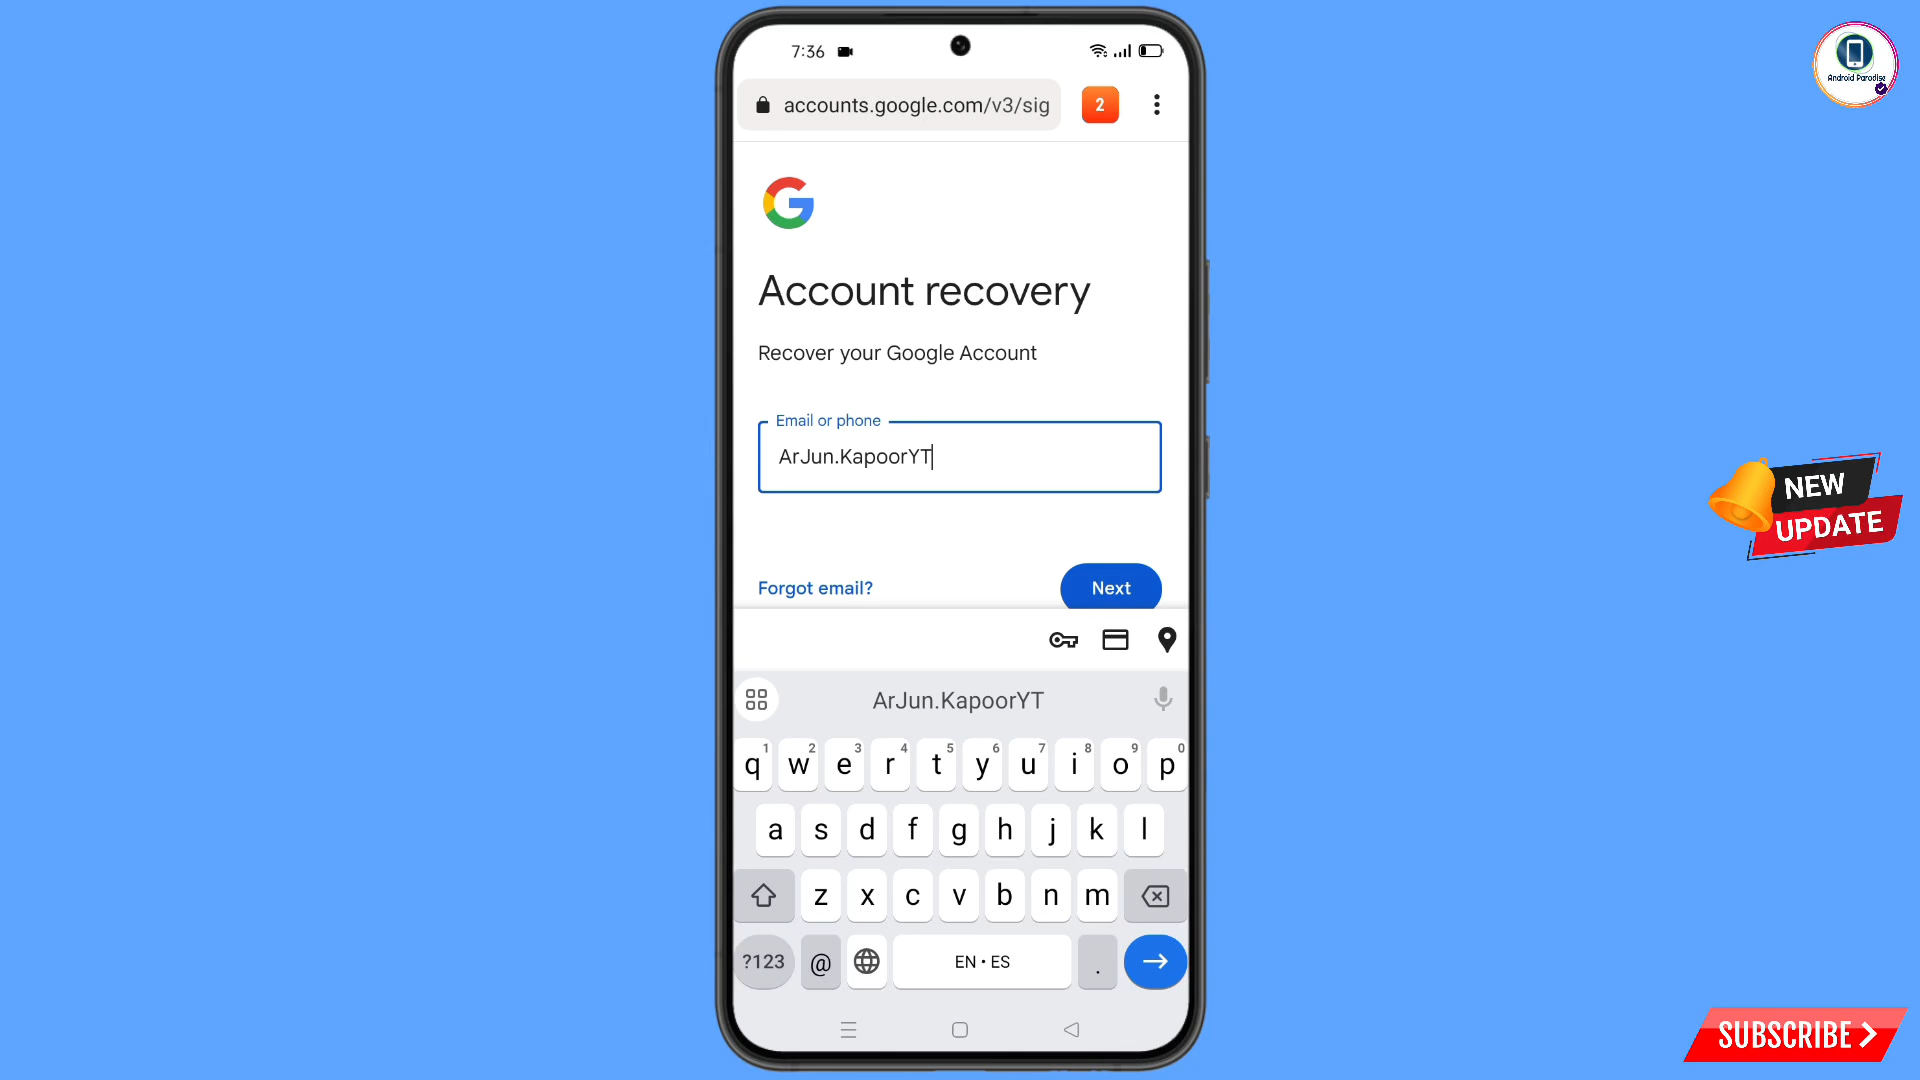 7:36
accounts.google.com/v3/sig
2
Android Paradise
Account recovery
Recover your Google Account
Email or phone
ArJun.KapoorYT
NEW
UPDATE
Forgot email?
Next
ArJun.KapoorYT
1 2 3 4 5 6 7 8 9 0
q w e r t y u i o p
a s d f g h j k l
z x c v b n m
?123 @ EN • ES .
SUBSCRIBE